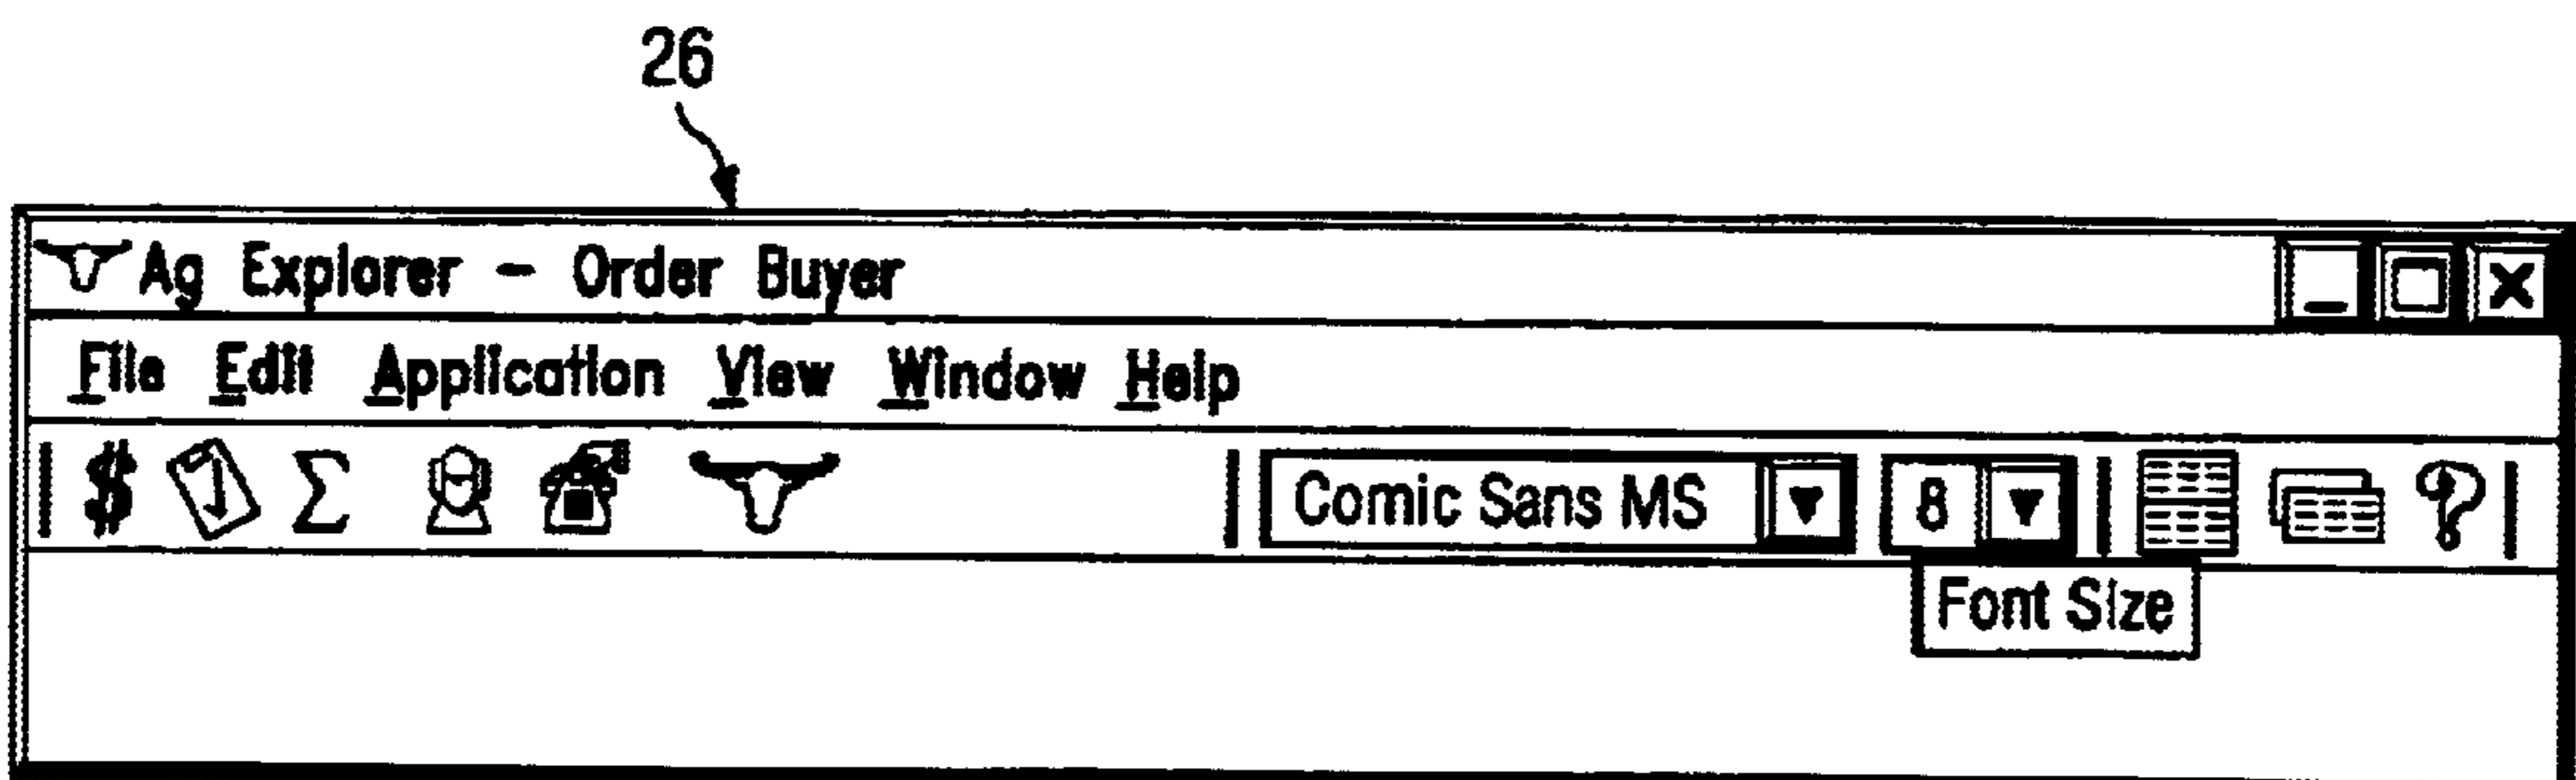 26
Ag Explorer - Order Buyer
File Edit Application View Window Help
$ Σ Comic Sans MS 8 ?
Font Size